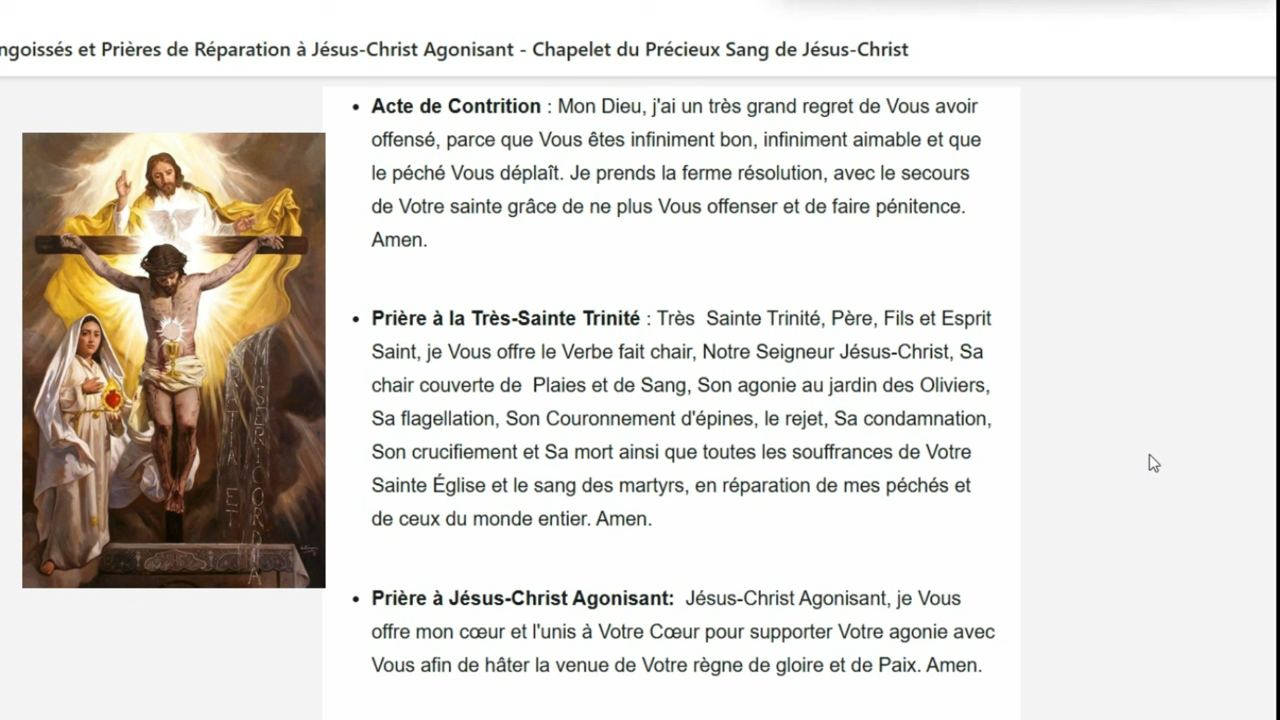 ngoissés et Prières de Réparation à Jésus-Christ Agonisant - Chapelet du Précieux Sang de Jésus-Christ
• Acte de Contrition : Mon Dieu, j'ai un très grand regret de Vous avoir
offensé, parce que Vous êtes infiniment bon, infiniment aimable et que
le péché Vous déplaît. Je prends la ferme résolution, avec le secours
de Votre sainte grâce de ne plus Vous offenser et de faire pénitence.
Amen.
• Prière à la Très-Sainte Trinité : Très  Sainte Trinité, Père, Fils et Esprit
Saint, je Vous offre le Verbe fait chair, Notre Seigneur Jésus-Christ, Sa
chair couverte de  Plaies et de Sang, Son agonie au jardin des Oliviers,
Sa flagellation, Son Couronnement d'épines, le rejet, Sa condamnation,
Son crucifiement et Sa mort ainsi que toutes les souffrances de Votre
Sainte Église et le sang des martyrs, en réparation de mes péchés et
de ceux du monde entier. Amen.
• Prière à Jésus-Christ Agonisant:  Jésus-Christ Agonisant, je Vous
offre mon cœur et l'unis à Votre Cœur pour supporter Votre agonie avec
Vous afin de hâter la venue de Votre règne de gloire et de Paix. Amen.
ET
MISERICORDIA